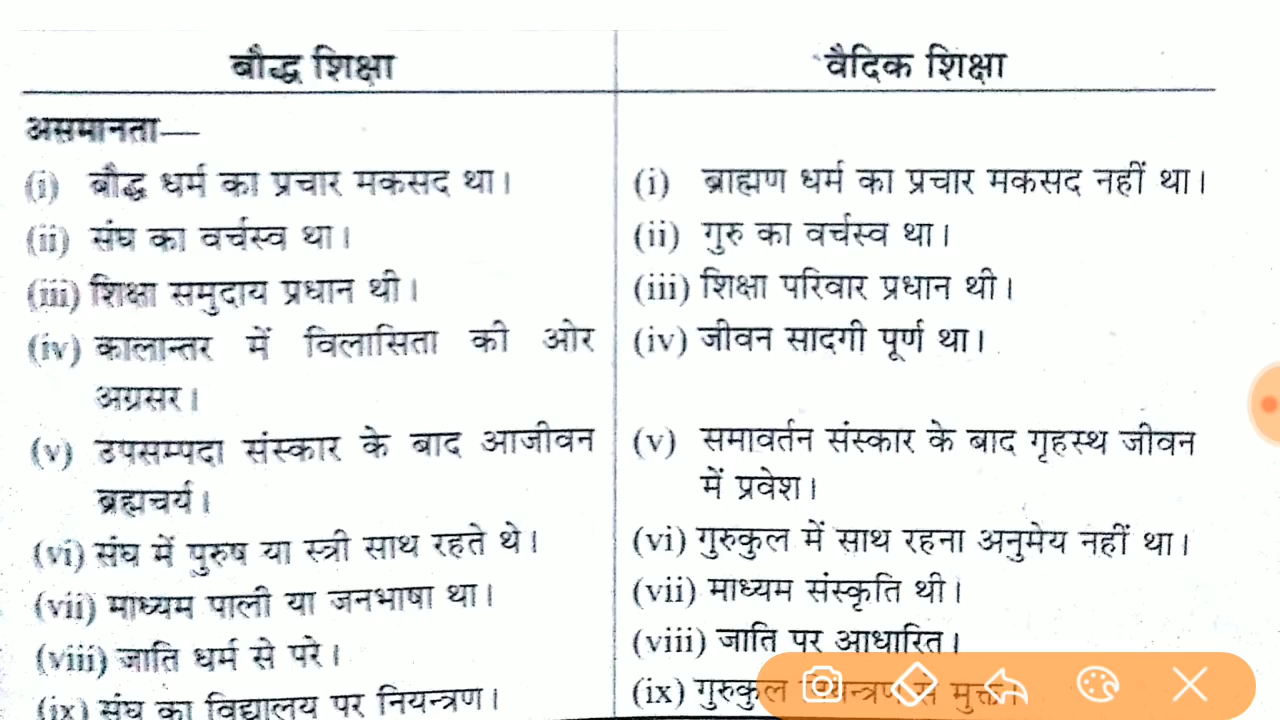 बौद्ध शिक्षा
वैदिक शिक्षा
असमानता—
(i) बौद्ध धर्म का प्रचार मकसद था।
(i) ब्राह्मण धर्म का प्रचार मकसद नहीं था।
(ii) संघ का वर्चस्व था।
(ii) गुरु का वर्चस्व था।
(iii) शिक्षा समुदाय प्रधान थी।
(iii) शिक्षा परिवार प्रधान थी।
(iv) कालान्तर में विलासिता की ओर
अग्रसर।
(iv) जीवन सादगी पूर्ण था।
(v) उपसम्पदा संस्कार के बाद आजीवन
ब्रह्मचर्य।
(v) समावर्तन संस्कार के बाद गृहस्थ जीवन
में प्रवेश।
(vi) संघ में पुरुष या स्त्री साथ रहते थे।
(vi) गुरुकुल में साथ रहना अनुमेय नहीं था।
(vii) माध्यम पाली या जनभाषा था।
(vii) माध्यम संस्कृति थी।
(viii) जाति धर्म से परे।
(viii) जाति पर आधारित।
(ix) संघ का विद्यालय पर नियन्त्रण।
(ix) गुरुकुल नियन्त्रण से मुक्त।